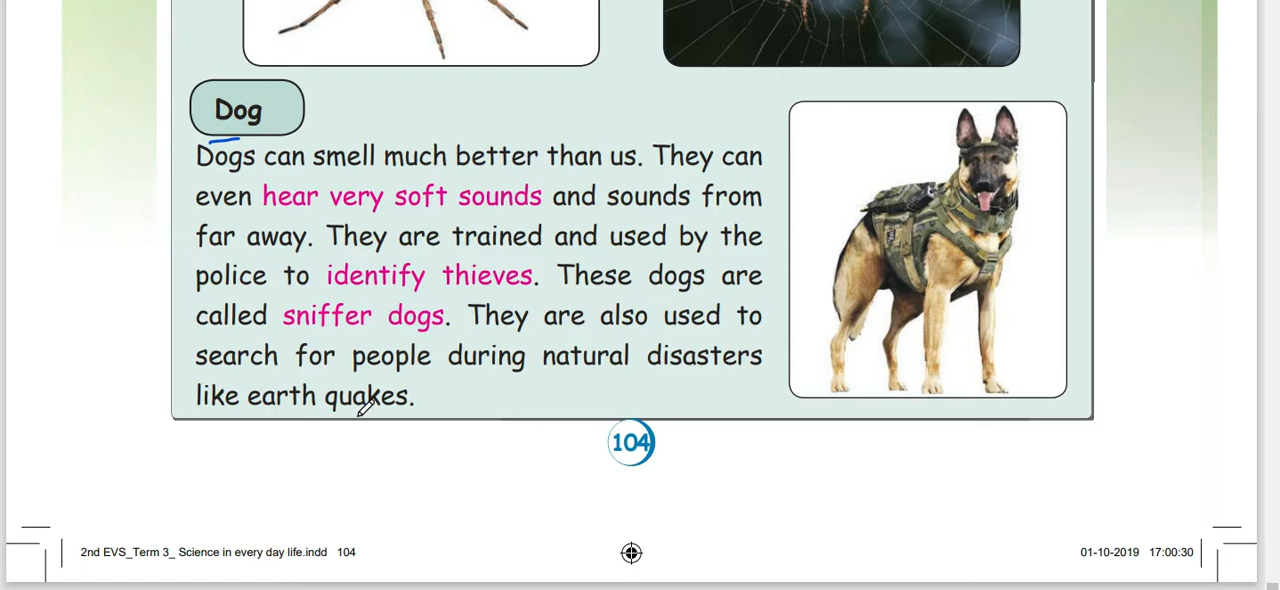 Dog
Dogs can smell much better than us. They can
even hear very soft sounds and sounds from
far away. They are trained and used by the
police to identify thieves. These dogs are
called sniffer dogs. They are also used to
search for people during natural disasters
like earth quakes.
104
2nd EVS_Term 3_ Science in every day life.indd 104
01-10-2019 17:00:30